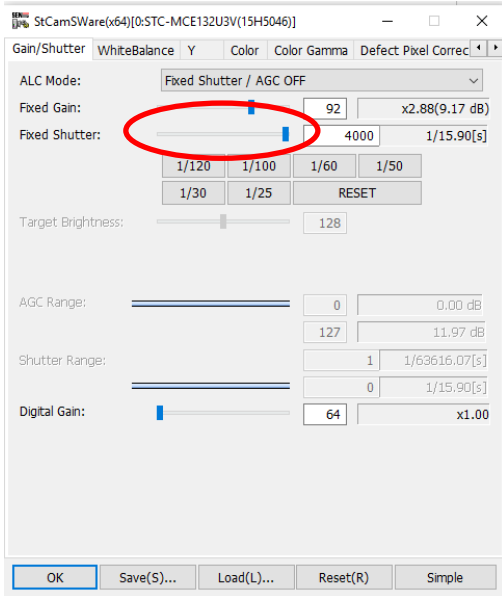 StCamSWare(x64)[0:STC-MCE132U3V(15H5046)]
Gain/Shutter WhiteBalance Y Color Color Gamma Defect Pixel Correc
ALC Mode: Fixed Shutter / AGC OFF
Fixed Gain: 92 x2.88(9.17 dB)
Fixed Shutter: 4000 1/15.90[s]
1/120 1/100 1/60 1/50
1/30 1/25 RESET
Target Brightness: 128
AGC Range: 0 0.00 dB
127 11.97 dB
Shutter Range: 1 1/63616.07[s]
0 1/15.90[s]
Digital Gain: 64 x1.00
OK Save(S)... Load(L)... Reset(R) Simple